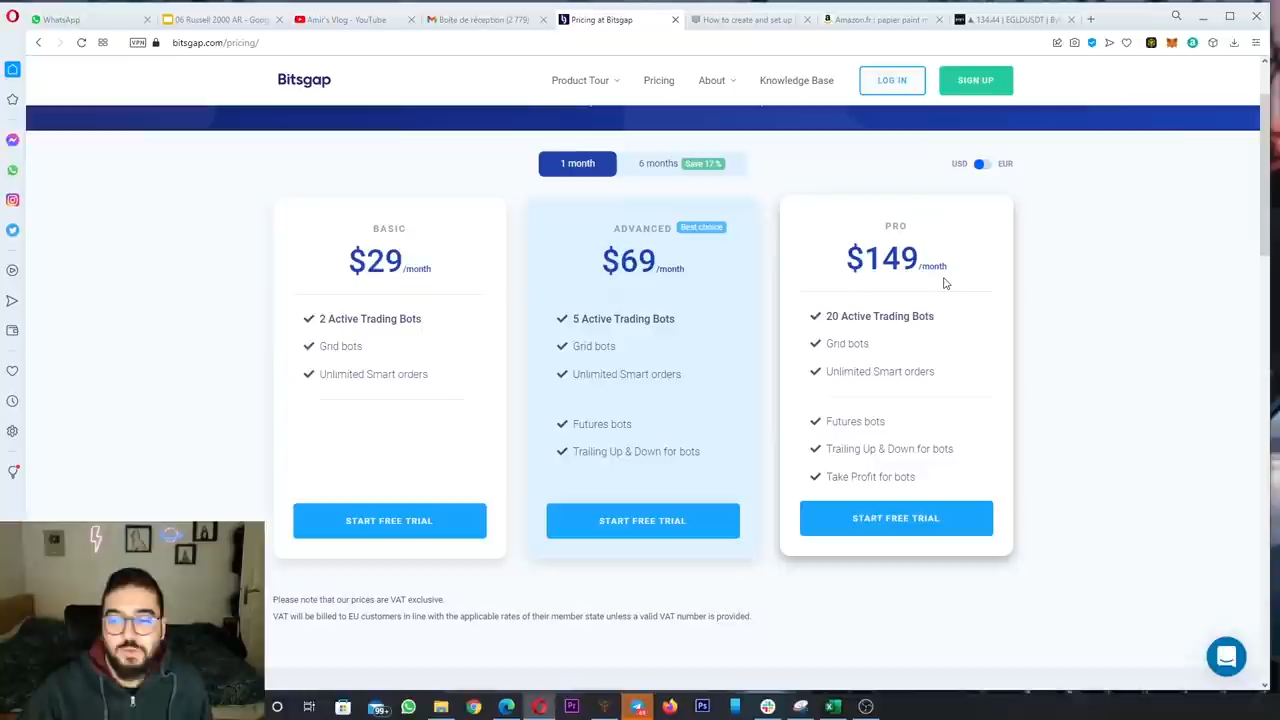 WhatsApp
06 Russell 2000 AR. - Goog
Amir's Vlog - YouTube
Boîte de réception (2 779)
Pricing at Bitsgap
How to create and set up
Amazon.fr : papier paint m
134.44 | EGLDUSDT | Byb
VPN
bitsgap.com/pricing/
Bitsgap
Product Tour
Pricing
About
Knowledge Base
LOG IN
SIGN UP
1 month
6 months
Save 17 %
USD
EUR
BASIC
$29/month
2 Active Trading Bots
Grid bots
Unlimited Smart orders
START FREE TRIAL
ADVANCED
Best choice
$69/month
5 Active Trading Bots
Grid bots
Unlimited Smart orders
Futures bots
Trailing Up & Down for bots
START FREE TRIAL
PRO
$149/month
20 Active Trading Bots
Grid bots
Unlimited Smart orders
Futures bots
Trailing Up & Down for bots
Take Profit for bots
START FREE TRIAL
Please note that our prices are VAT exclusive.
VAT will be billed to EU customers in line with the applicable rates of their member state unless a valid VAT number is provided.
99+
Pr
Ps